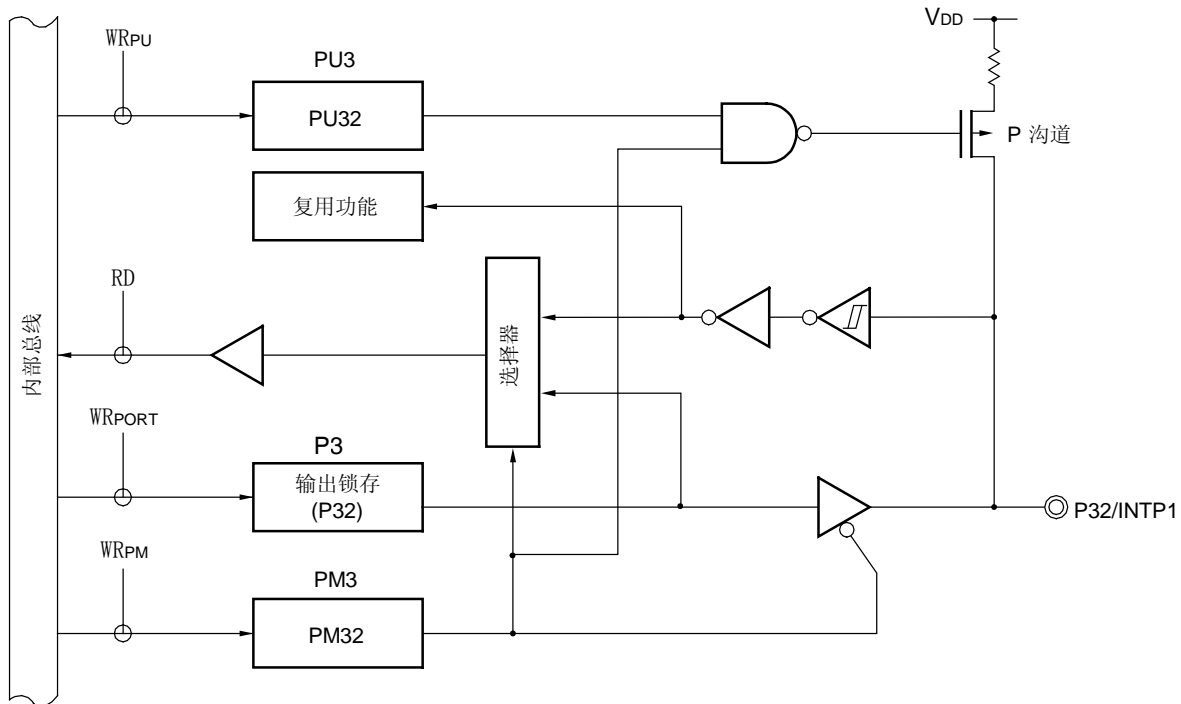 VDD
WRPU
PU3
PU32
P 沟道
复用功能
RD
内部总线
选择器
WRPORT
P3
输出锁存
(P32)
P32/INTP1
WRPM
PM3
PM32